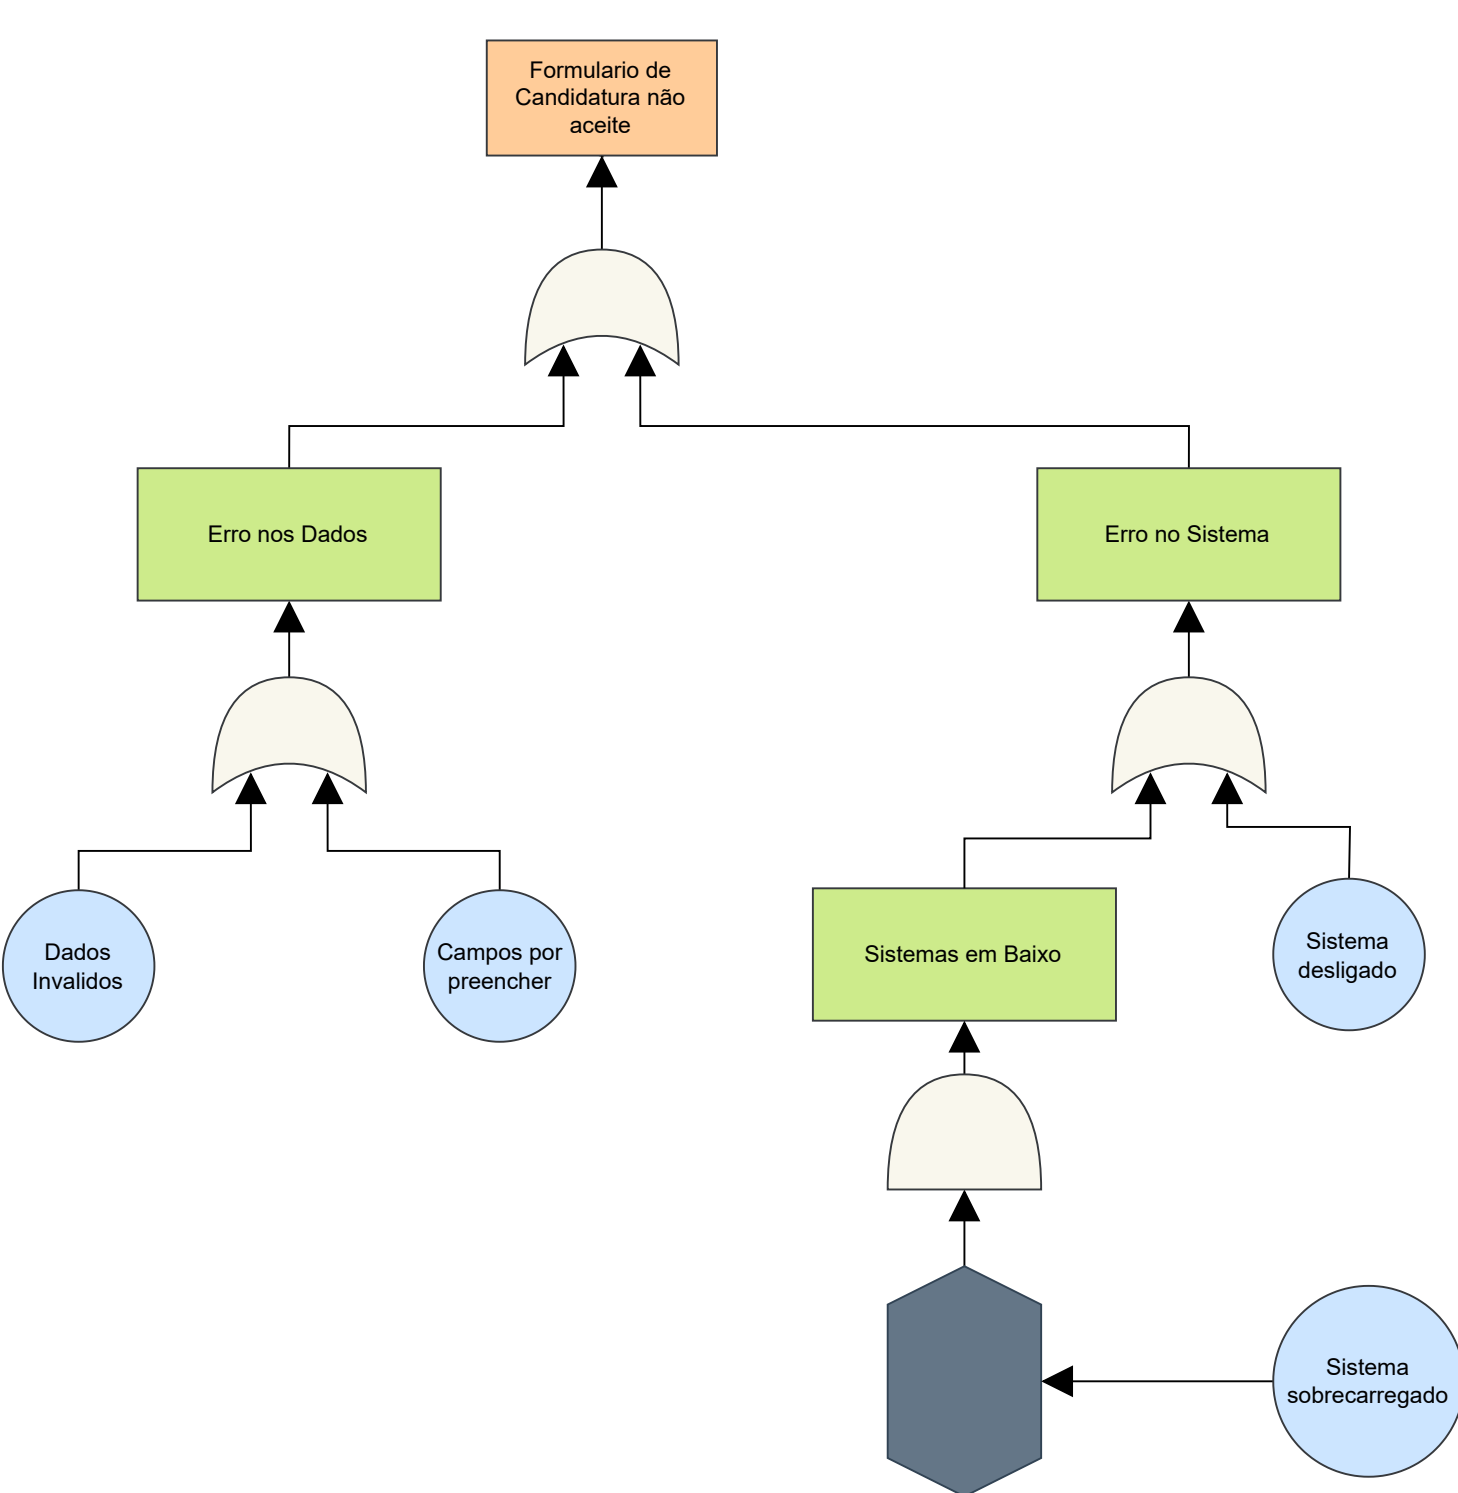 Formulario de
Candidatura não
aceite
Erro nos Dados
Erro no Sistema
Dados
Invalidos
Campos por
preencher
Sistemas em Baixo
Sistema
desligado
Sistema
sobrecarregado